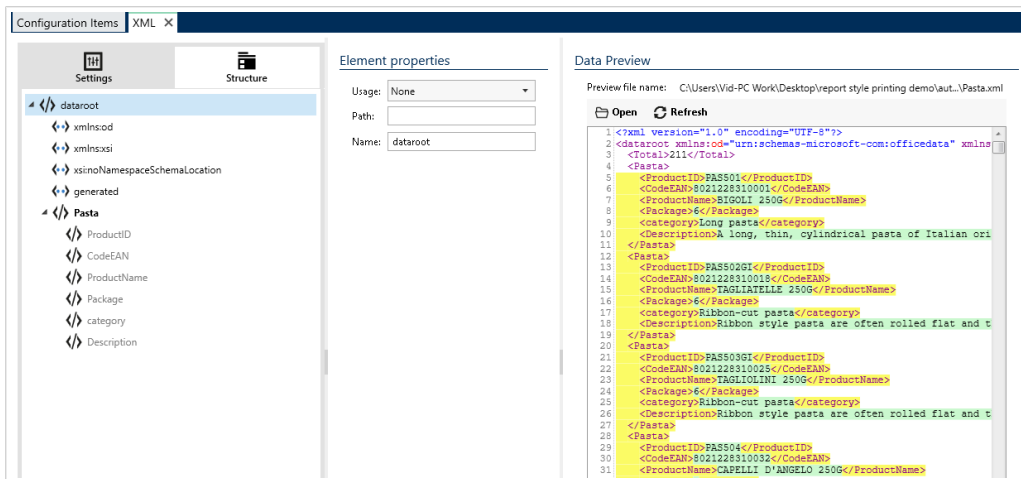 Configuration Items
XML ×
Settings
Structure
dataroot
xmlns:od
xmlns:xsi
xsi:noNamespaceSchemaLocation
generated
Pasta
ProductID
CodeEAN
ProductName
Package
category
Description
Element properties
Usage: None
Path:
Name: dataroot
Data Preview
Preview file name: C:\Users\Vid-PC Work\Desktop\report style printing demo\aut...\Pasta.xml
Open Refresh
1 <?xml version="1.0" encoding="UTF-8"?>
2 <dataroot xmlns:od="urn:schemas-microsoft-com:officedata" xmlns
3 <Total>211</Total>
4 <Pasta>
5 <ProductID>PAS501</ProductID>
6 <CodeEAN>8021228310001</CodeEAN>
7 <ProductName>BIGOLI 250G</ProductName>
8 <Package>6</Package>
9 <category>Long pasta</category>
10 <Description>A long, thin, cylindrical pasta of Italian ori
11 </Pasta>
12 <Pasta>
13 <ProductID>PAS502GI</ProductID>
14 <CodeEAN>8021228310018</CodeEAN>
15 <ProductName>TAGLIATELLE 250G</ProductName>
16 <Package>6</Package>
17 <category>Ribbon-cut pasta</category>
18 <Description>Ribbon style pasta are often rolled flat and t
19 </Pasta>
20 <Pasta>
21 <ProductID>PAS503GI</ProductID>
22 <CodeEAN>8021228310025</CodeEAN>
23 <ProductName>TAGLIOLINI 250G</ProductName>
24 <Package>6</Package>
25 <category>Ribbon-cut pasta</category>
26 <Description>Ribbon style pasta are often rolled flat and t
27 </Pasta>
28 <Pasta>
29 <ProductID>PAS504</ProductID>
30 <CodeEAN>8021228310032</CodeEAN>
31 <ProductName>CAPELLI D'ANGELO 250G</ProductName>